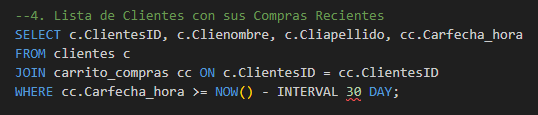 --4. Lista de Clientes con sus Compras Recientes
SELECT c.ClientesID, c.Clienombre, c.Cliapellido, cc.Carfecha_hora
FROM clientes c
JOIN carrito_compras cc ON c.ClientesID = cc.ClientesID
WHERE cc.Carfecha_hora >= NOW() - INTERVAL 30 DAY;